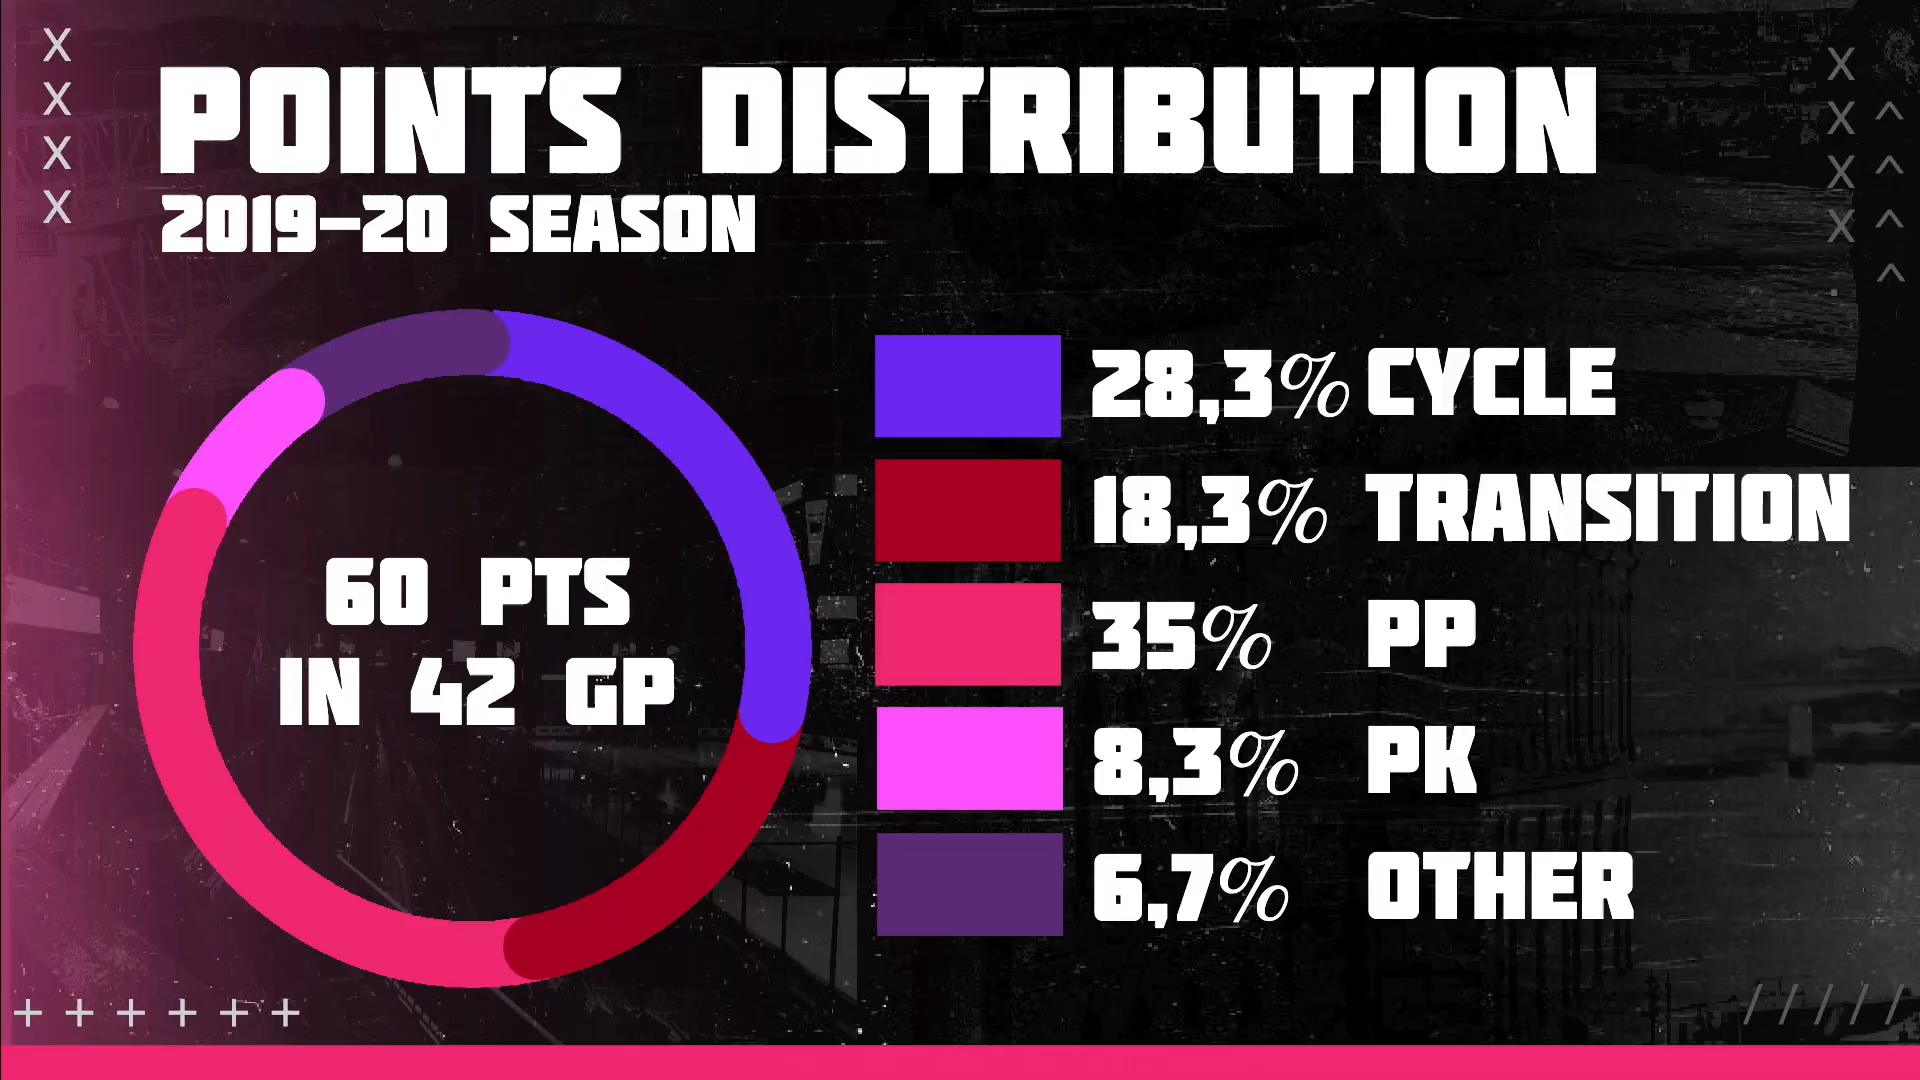 POINTS DISTRIBUTION
2019-20 SEASON
60 PTS
IN 42 GP
28,3% CYCLE
18,3% TRANSITION
35% PP
8,3% PK
6,7% OTHER